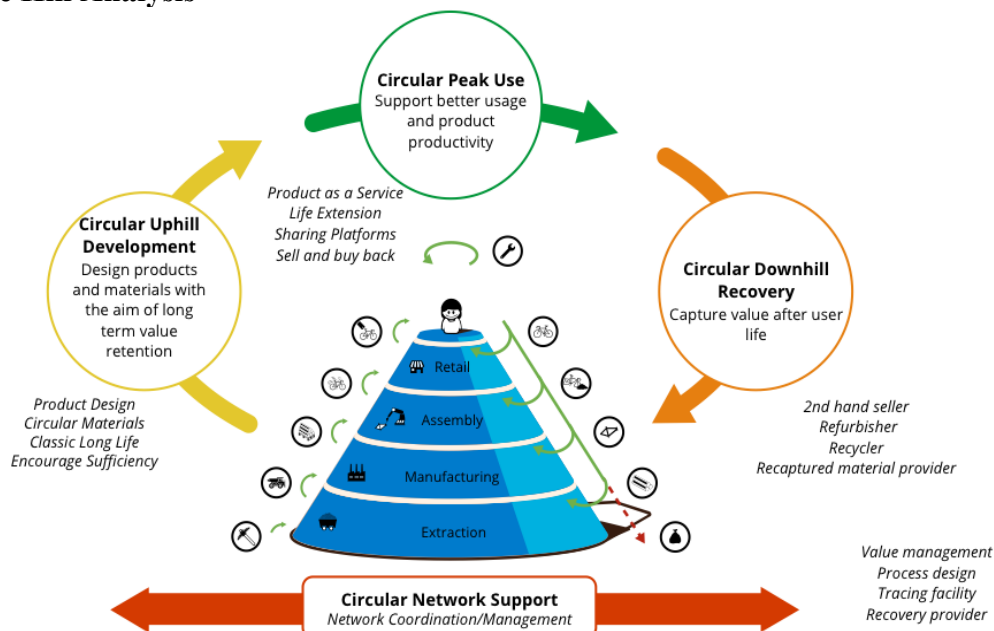 Circular Peak Use
Support better usage
and product
productivity
Circular Uphill
Development
Design products
and materials with
the aim of long
term value
retention
Product as a Service
Life Extension
Sharing Platforms
Sell and buy back
Circular Downhill
Recovery
Capture value after user
life
Product Design
Circular Materials
Classic Long Life
Encourage Sufficiency
2nd hand seller
Refurbisher
Recycler
Recaptured material provider
Retail
Assembly
Manufacturing
Extraction
Value management
Process design
Tracing facility
Recovery provider
Circular Network Support
Network Coordination/Management